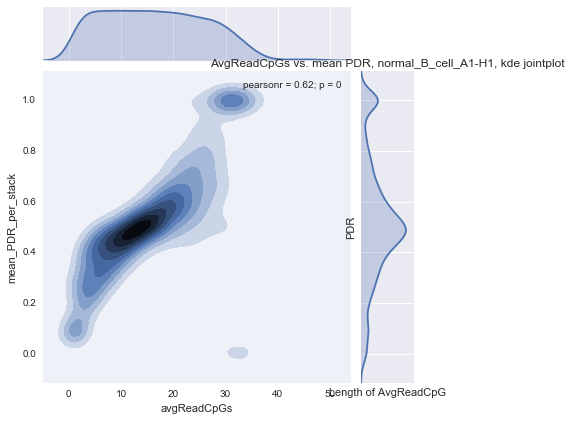 AvgReadCpGs vs. mean PDR, normal_B_cell_A1-H1, kde jointplot
pearsonr = 0.62; p = 0
1.0
0.8
0.6
0.4
0.2
0.0
mean_PDR_per_stack
PDR
0
10
20
30
40
50
Length of AvgReadCpG
avgReadCpGs